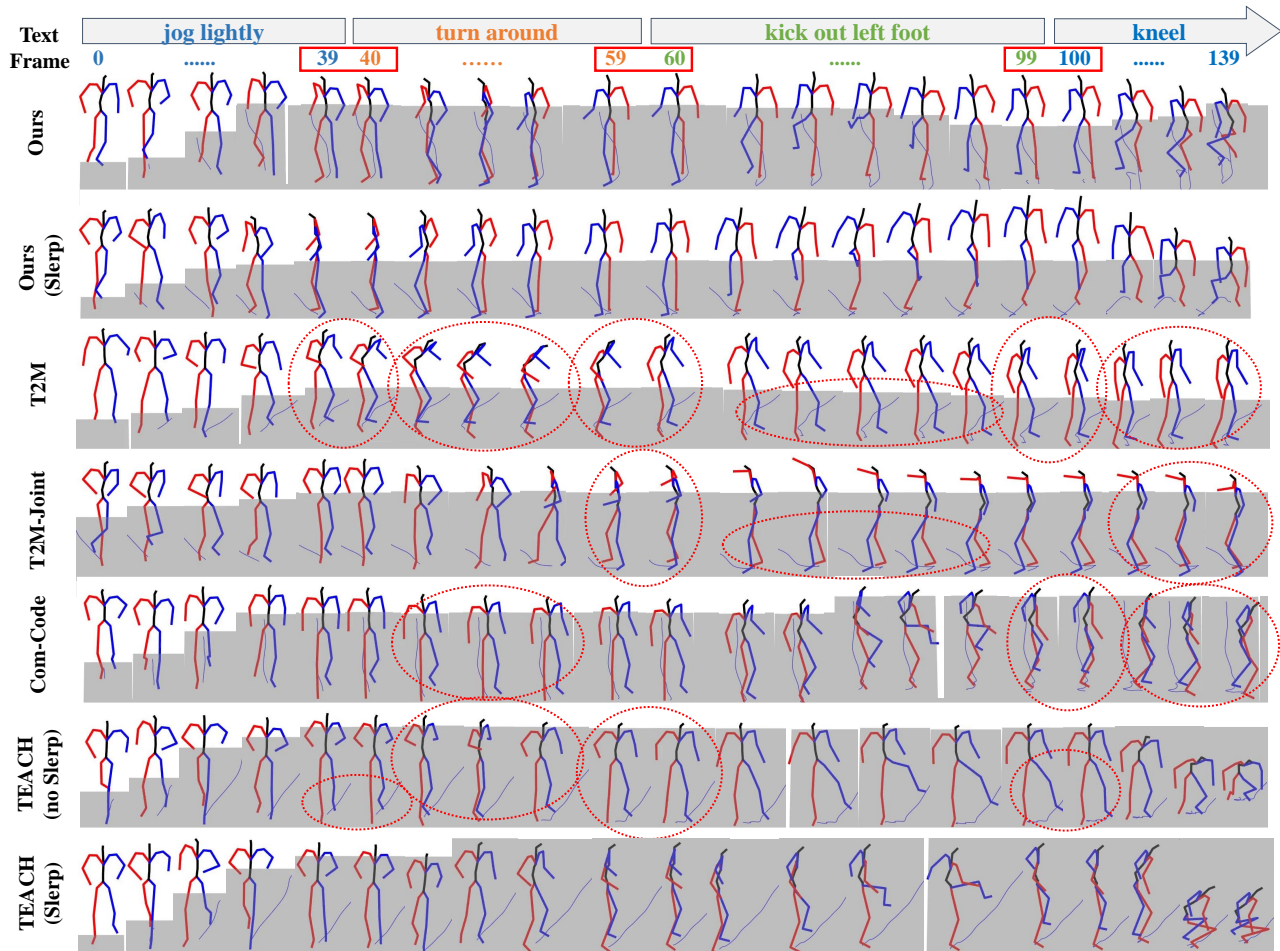 Text jog lightly turn around kick out left foot kneel
Frame 0 ...... 39 40 ...... 59 60 ...... 99 100 ...... 139
Ours
Ours
(Slerp)
T2M
T2M-Joint
Com-Code
TEACH
(no Slerp)
TEACH
(Slerp)